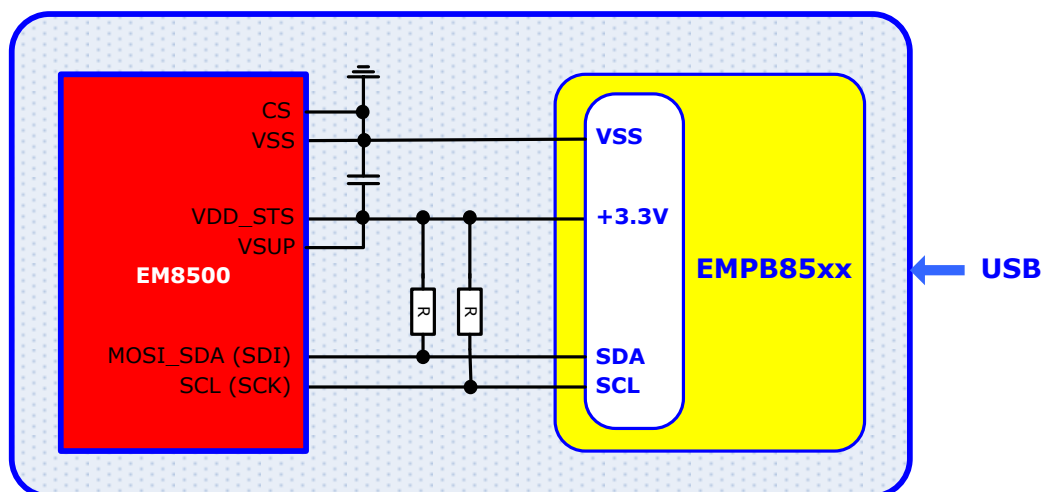 CS
VSS
VDD_STS
VSUP
EM8500
MOSI_SDA (SDI)
SCL (SCK)
R
R
VSS
+3.3V
EMPB85xx
SDA
SCL
USB